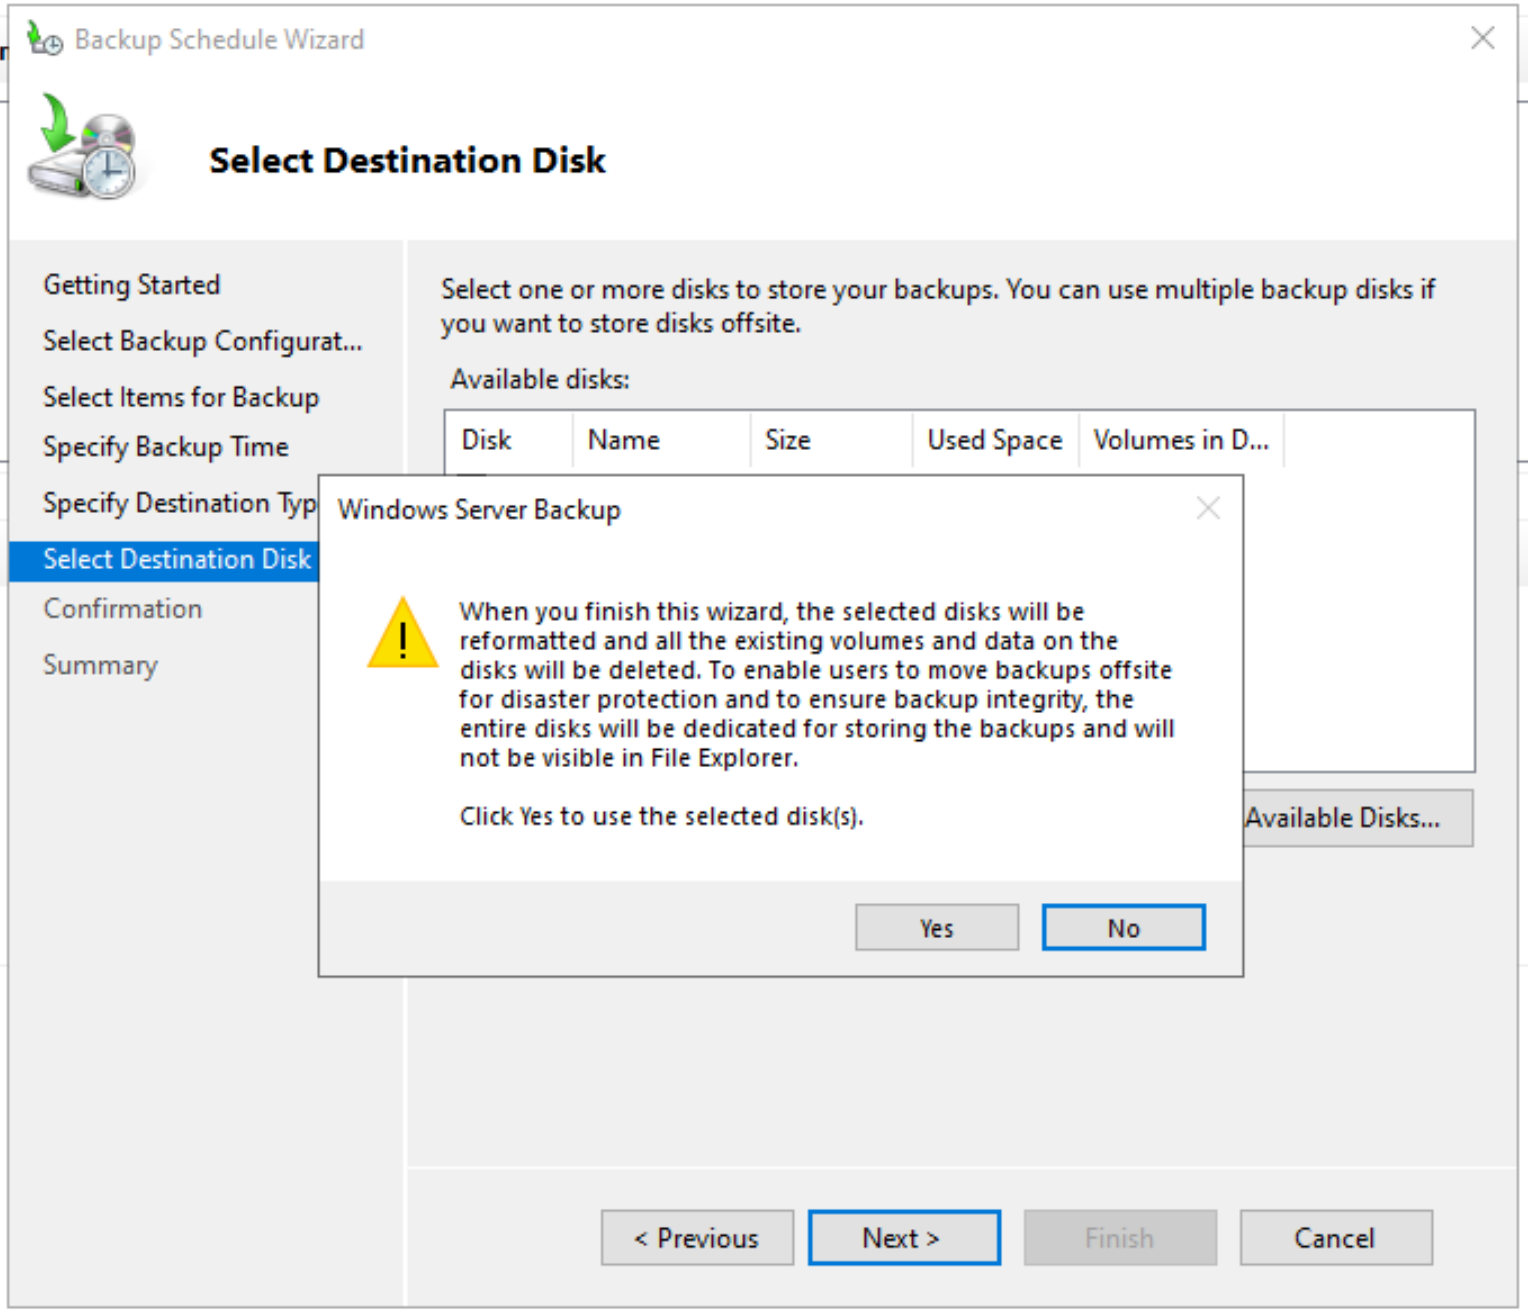 Backup Schedule Wizard
Select Destination Disk
Getting Started
Select Backup Configurat...
Select Items for Backup
Specify Backup Time
Specify Destination Typ
Select Destination Disk
Confirmation
Summary
Select one or more disks to store your backups. You can use multiple backup disks if
you want to store disks offsite.
Available disks:
Disk Name Size Used Space Volumes in D...
Windows Server Backup
When you finish this wizard, the selected disks will be
reformatted and all the existing volumes and data on the
disks will be deleted. To enable users to move backups offsite
for disaster protection and to ensure backup integrity, the
entire disks will be dedicated for storing the backups and will
not be visible in File Explorer.
Click Yes to use the selected disk(s).
Yes No
Available Disks...
< Previous Next > Finish Cancel